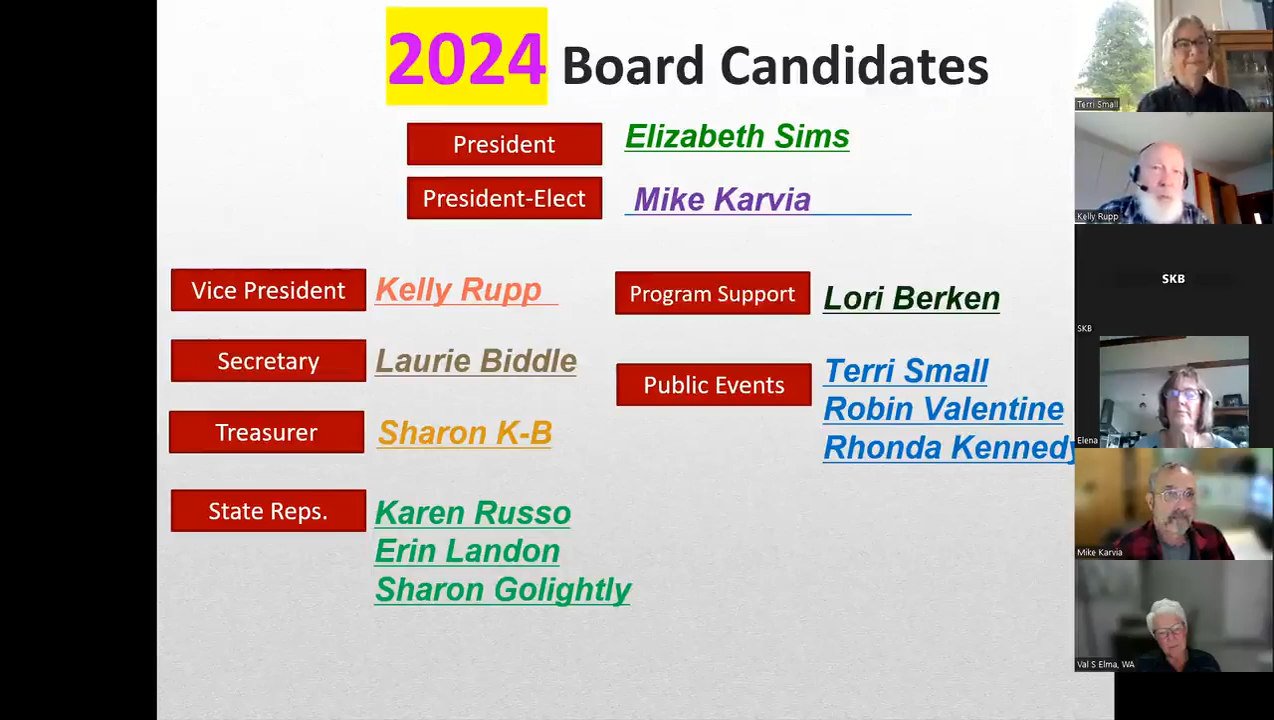 2024 Board Candidates
President Elizabeth Sims
President-Elect Mike Karvia
Vice President Kelly Rupp
Program Support Lori Berken
Secretary Laurie Biddle
Public Events Terri Small
Robin Valentine
Rhonda Kennedy
Treasurer Sharon K-B
State Reps. Karen Russo
Erin Landon
Sharon Golightly
Terri Small
Kelly Rupp
SKB
SKB
Elena
Mike Karvia
Val S Elma, WA